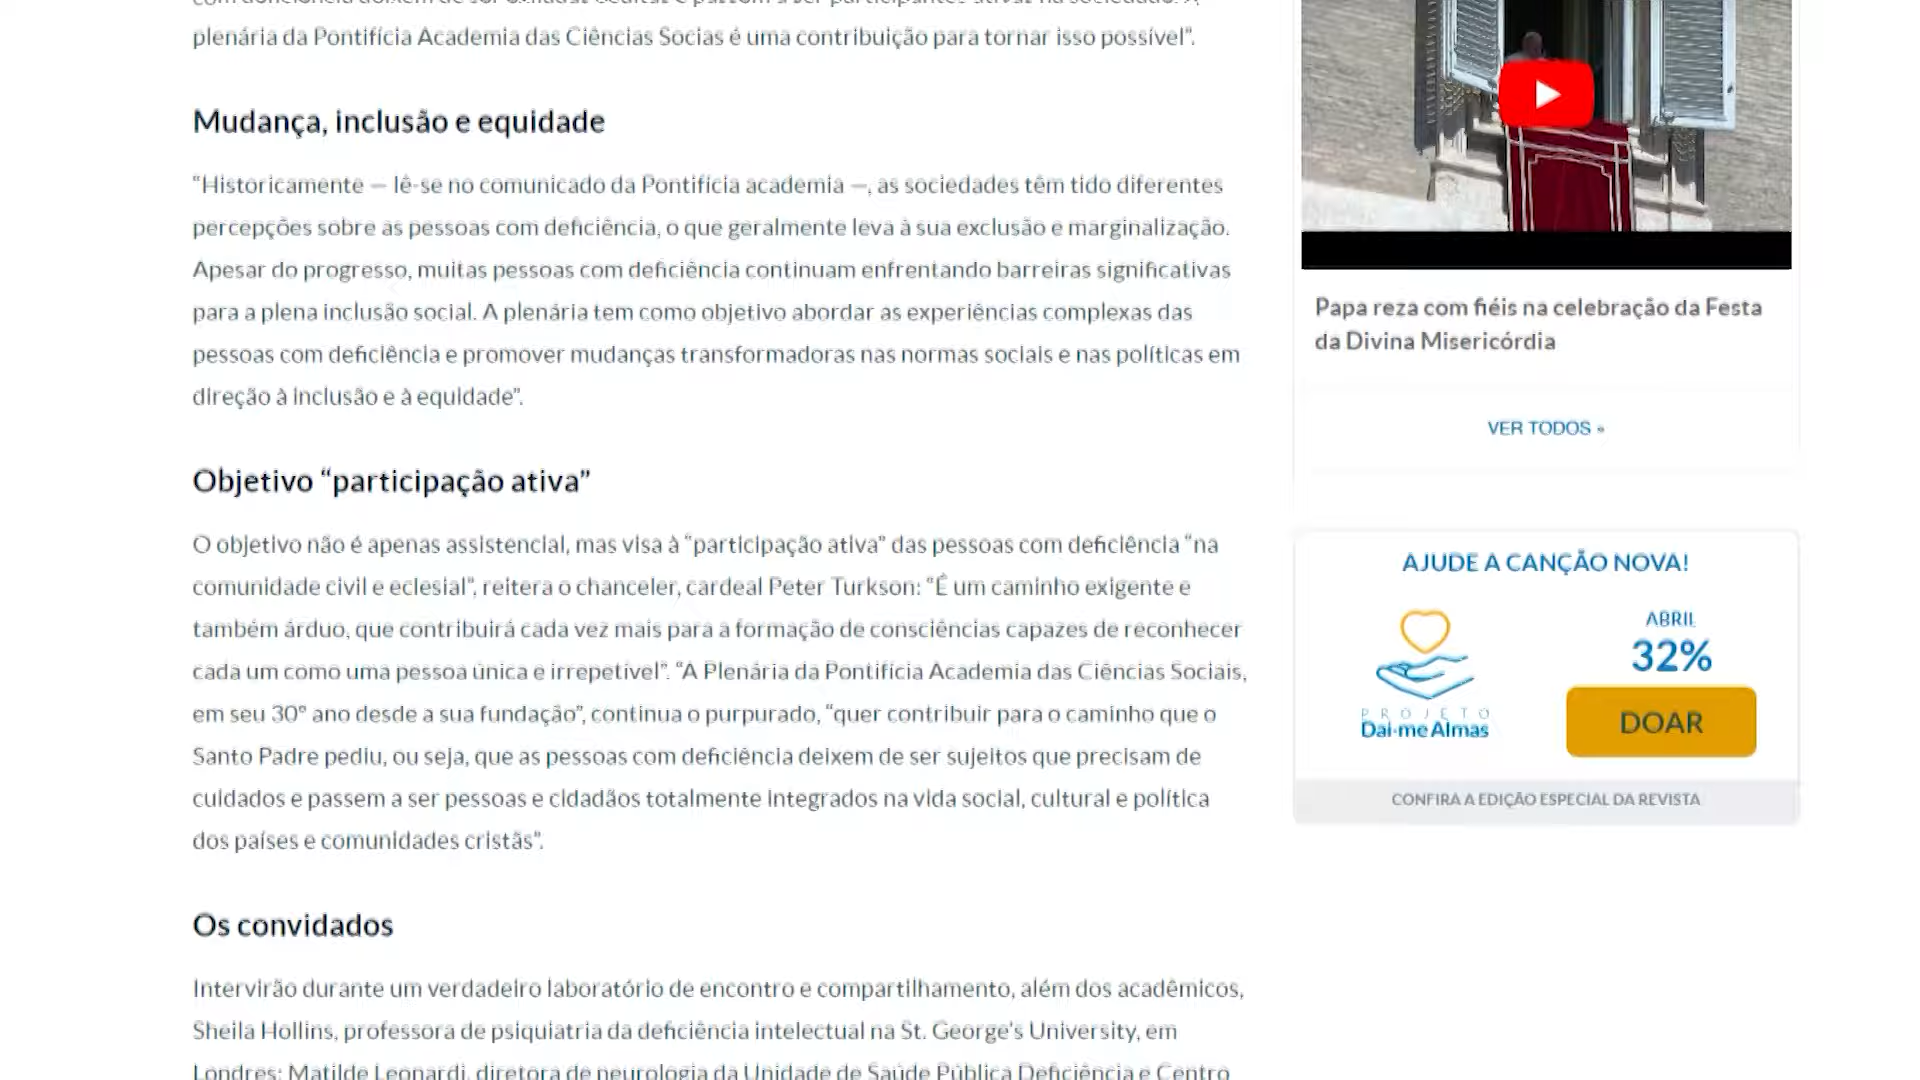 plenária da Pontifícia Academia das Ciências Socias é uma contribuição para tornar isso possível”.
Mudança, inclusão e equidade
“Historicamente — lê-se no comunicado da Pontifícia academia —, as sociedades têm tido diferentes
percepções sobre as pessoas com deficiência, o que geralmente leva à sua exclusão e marginalização.
Apesar do progresso, muitas pessoas com deficiência continuam enfrentando barreiras significativas
para a plena inclusão social. A plenária tem como objetivo abordar as experiências complexas das
pessoas com deficiência e promover mudanças transformadoras nas normas sociais e nas políticas em
direção à inclusão e à equidade”.
Objetivo “participação ativa”
O objetivo não é apenas assistencial, mas visa à “participação ativa” das pessoas com deficiência “na
comunidade civil e eclesial”, reitera o chanceler, cardeal Peter Turkson: “É um caminho exigente e
também árduo, que contribuirá cada vez mais para a formação de consciências capazes de reconhecer
cada um como uma pessoa única e irrepetível”. “A Plenária da Pontifícia Academia das Ciências Sociais,
em seu 30º ano desde a sua fundação”, continua o purpurado, “quer contribuir para o caminho que o
Santo Padre pediu, ou seja, que as pessoas com deficiência deixem de ser sujeitos que precisam de
cuidados e passem a ser pessoas e cidadãos totalmente integrados na vida social, cultural e política
dos países e comunidades cristãs”.
Os convidados
Intervirão durante um verdadeiro laboratório de encontro e compartilhamento, além dos acadêmicos,
Sheila Hollins, professora de psiquiatria da deficiência intelectual na St. George's University, em
Londres; Matilde Leonardi, diretora de neurologia da Unidade de Saúde Pública Deficiência e Centro
Papa reza com fiéis na celebração da Festa
da Divina Misericórdia
VER TODOS »
AJUDE A CANÇÃO NOVA!
ABRIL
32%
PROJETO
Dai-me Almas
DOAR
CONFIRA A EDIÇÃO ESPECIAL DA REVISTA